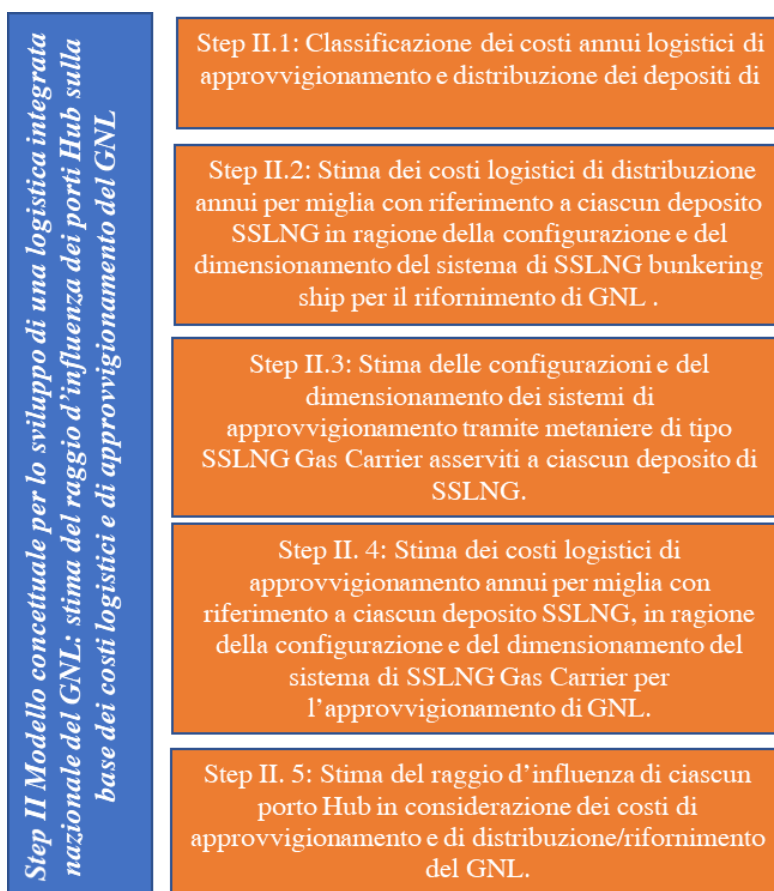 Step II Modello concettuale per lo sviluppo di una logistica integrata
nazionale del GNL: stima del raggio d’influenza dei porti Hub sulla
base dei costi logistici e di approvvigionamento del GNL
Step II.1: Classificazione dei costi annui logistici di
approvvigionamento e distribuzione dei depositi di
Step II.2: Stima dei costi logistici di distribuzione
annui per miglia con riferimento a ciascun deposito
SSLNG in ragione della configurazione e del
dimensionamento del sistema di SSLNG bunkering
ship per il rifornimento di GNL .
Step II.3: Stima delle configurazioni e del
dimensionamento dei sistemi di
approvvigionamento tramite metaniere di tipo
SSLNG Gas Carrier asserviti a ciascun deposito di
SSLNG.
Step II. 4: Stima dei costi logistici di
approvvigionamento annui per miglia con
riferimento a ciascun deposito SSLNG, in ragione
della configurazione e del dimensionamento del
sistema di SSLNG Gas Carrier per
l’approvvigionamento di GNL.
Step II. 5: Stima del raggio d’influenza di ciascun
porto Hub in considerazione dei costi di
approvvigionamento e di distribuzione/rifornimento
del GNL.